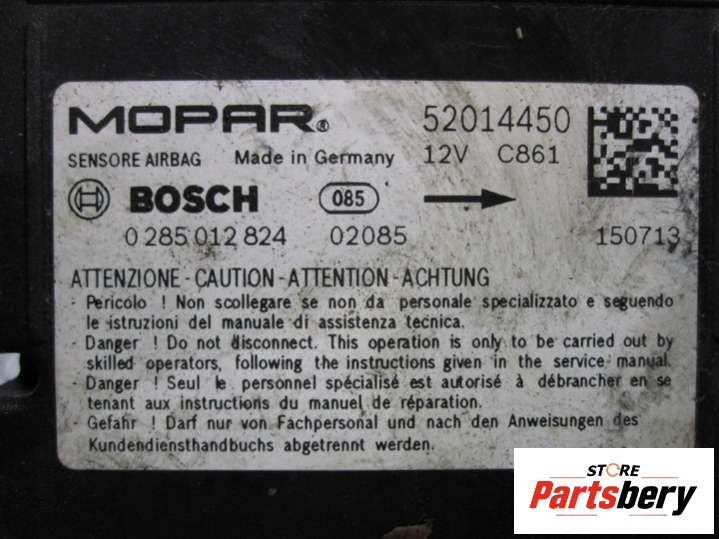 MOPAR® 52014450
SENSORE AIRBAG Made in Germany 12V C861
BOSCH 085
0 285 012 824 02085 150713
ATTENZIONE - CAUTION - ATTENTION - ACHTUNG
- Pericolo ! Non scollegare se non da personale specializzato e seguendo
le istruzioni del manuale di assistenza tecnica.
- Danger ! Do not disconnect. This operation is only to be carried out by
skilled operators, following the instructions given in the service manual.
- Danger ! Seul le personnel spécialisé est autorisé à débrancher en se
tenant aux instructions du manuel de réparation.
- Gefahr ! Darf nur von Fachpersonal und nach den Anweisungen des
Kundendiensthandbuchs abgetrennt werden.
STORE
Partsbery